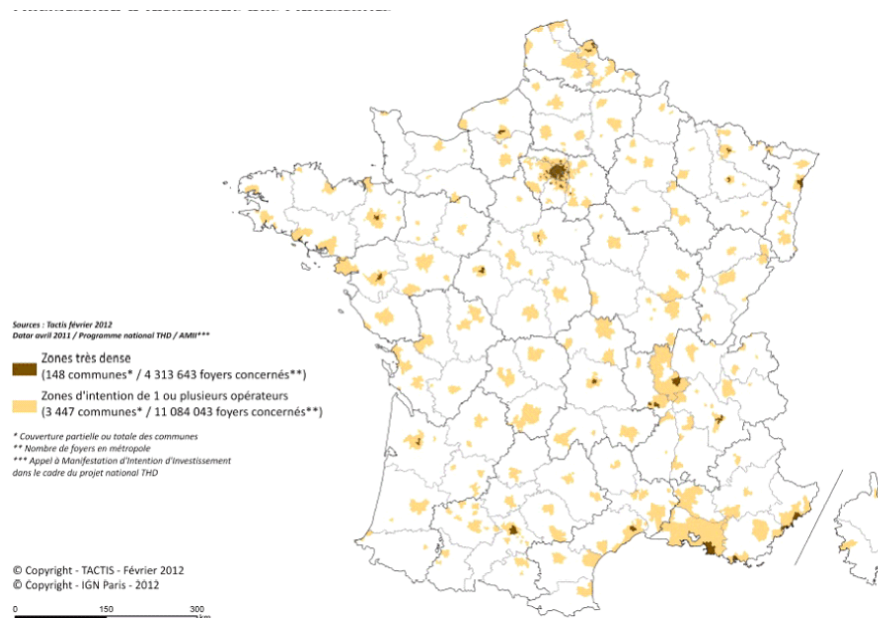 Sources : Tactis février 2012
Datar avril 2011 / Programme national THD / AMII***
Zones très dense
(148 communes* / 4 313 643 foyers concernés**)
Zones d'intention de 1 ou plusieurs opérateurs
(3 447 communes* / 11 084 043 foyers concernés**)
* Couverture partielle ou totale des communes
** Nombre de foyers en métropole
*** Appel à Manifestation d'Intention d'Investissement
dans le cadre du projet national THD
© Copyright - TACTIS - Février 2012
© Copyright - IGN Paris - 2012
0 150 300
km